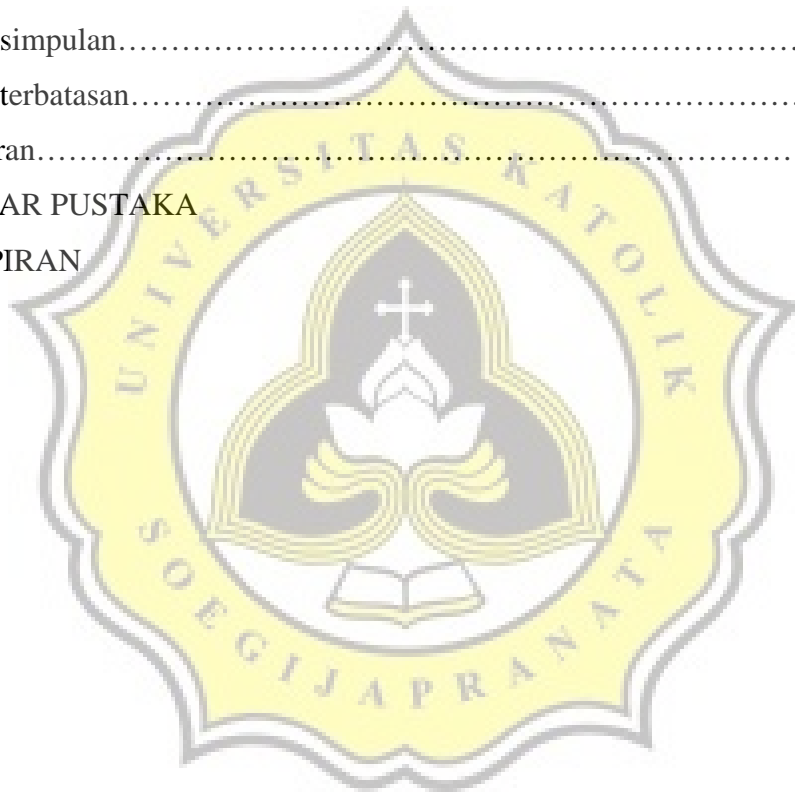 simpulan……………………………………………………………
terbatasan……………………………………………………………
ran……………………………………………………………
AR PUSTAKA
PIRAN
UNIVERSITAS KATOLIK
SOEGIJAPRANATA